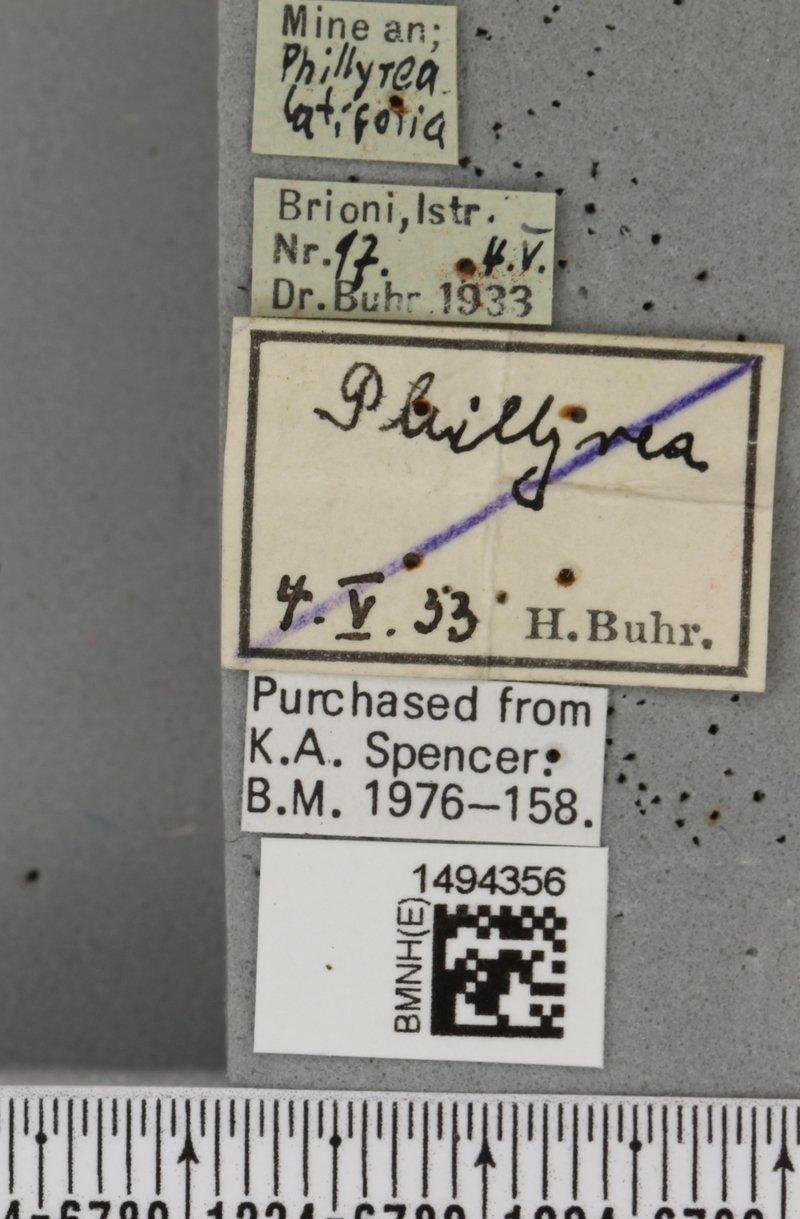 Mine an;
Phillyrea
latifolia
Brioni, Istr.
Nr. 17. 4.V.
Dr. Buhr 1933
Phillyrea
4.V.33 H. Buhr.
Purchased from
K.A. Spencer.
B.M. 1976–158.
1494356
BMNH(E)